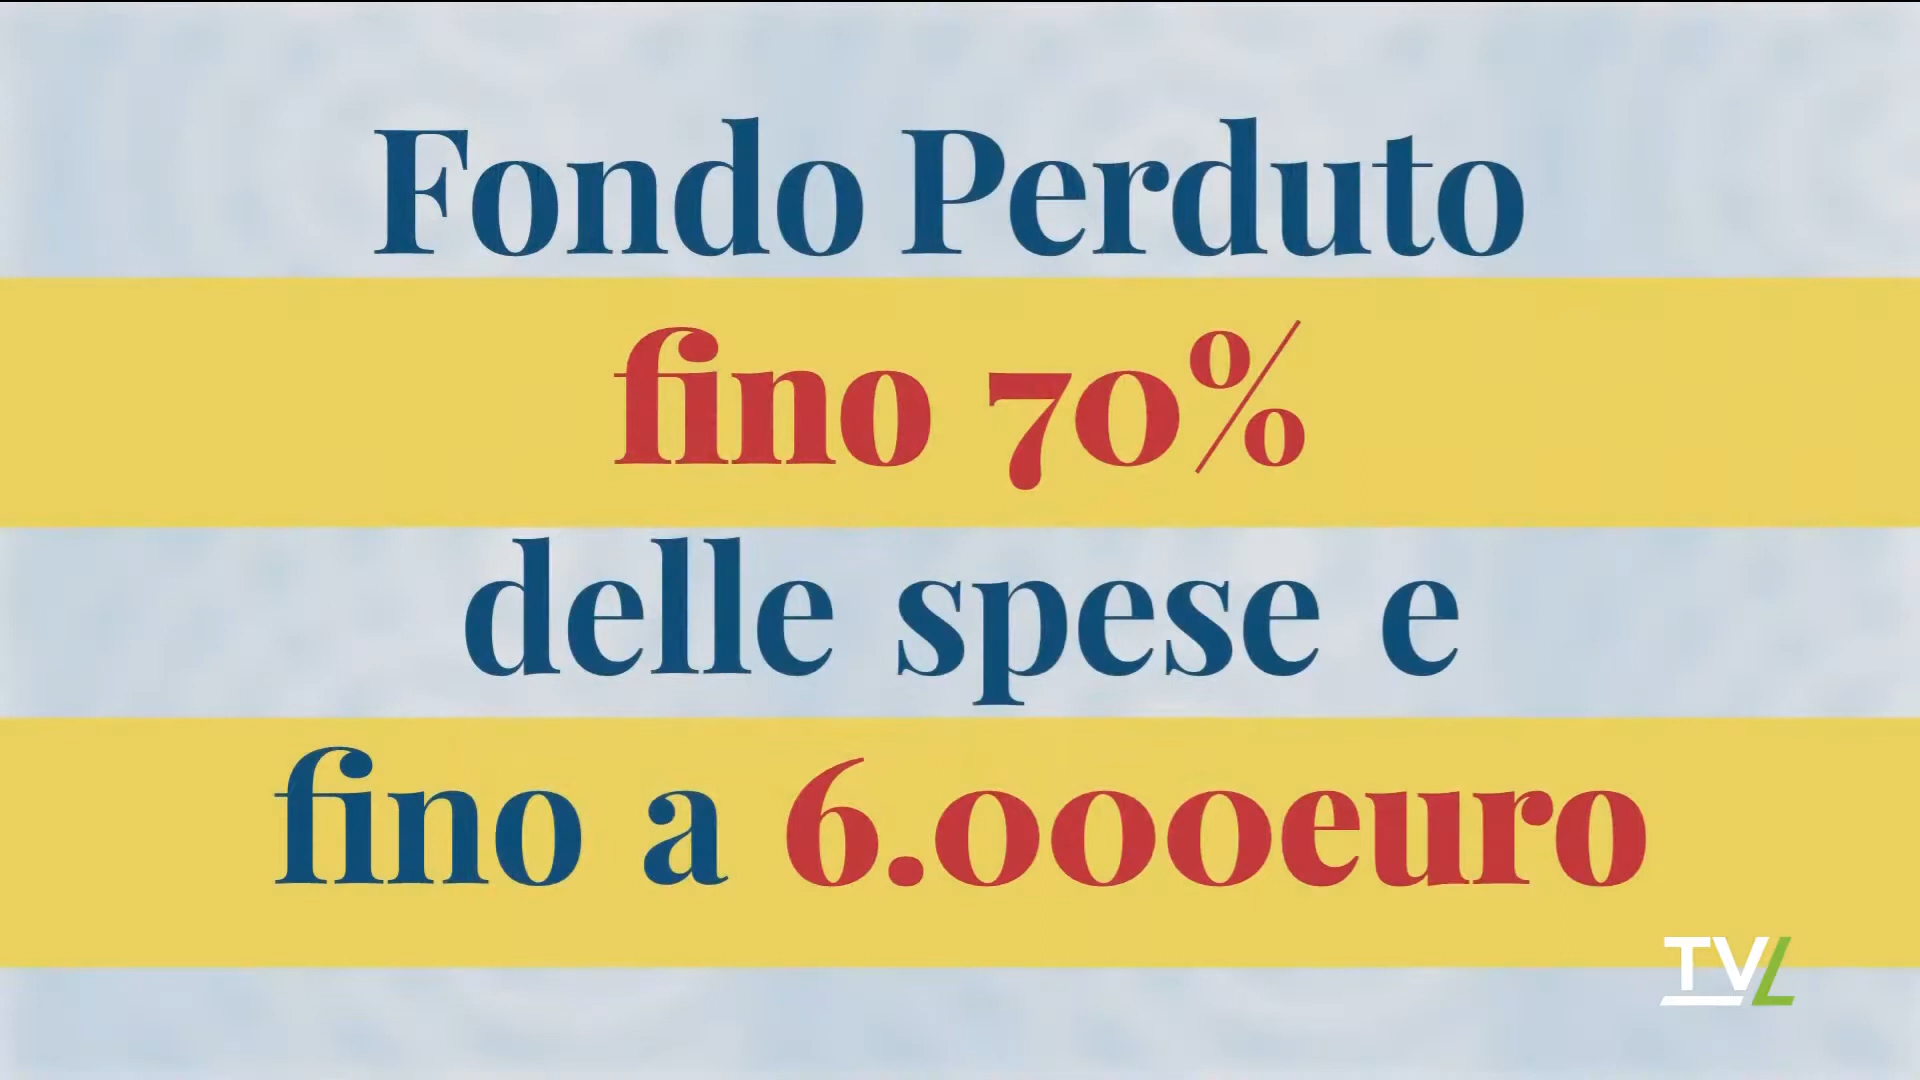 Fondo Perduto
fino 70%
delle spese e
fino a 6.000euro
TVL